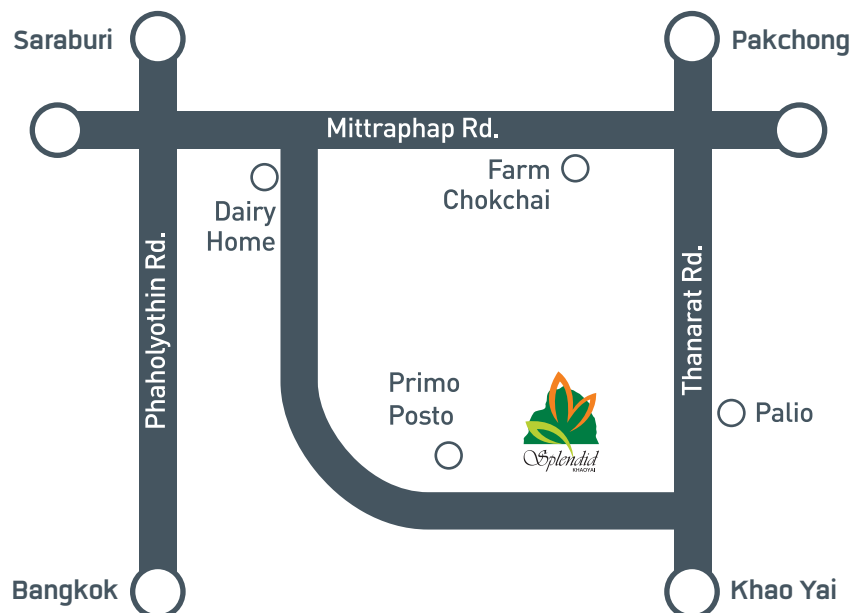 Saraburi
Pakchong
Mittraphap Rd.
Farm
Chokchai
Dairy
Home
Phaholyothin Rd.
Thanarat Rd.
Primo
Posto
Palio
Splendid
KHAOYAI
Bangkok
Khao Yai